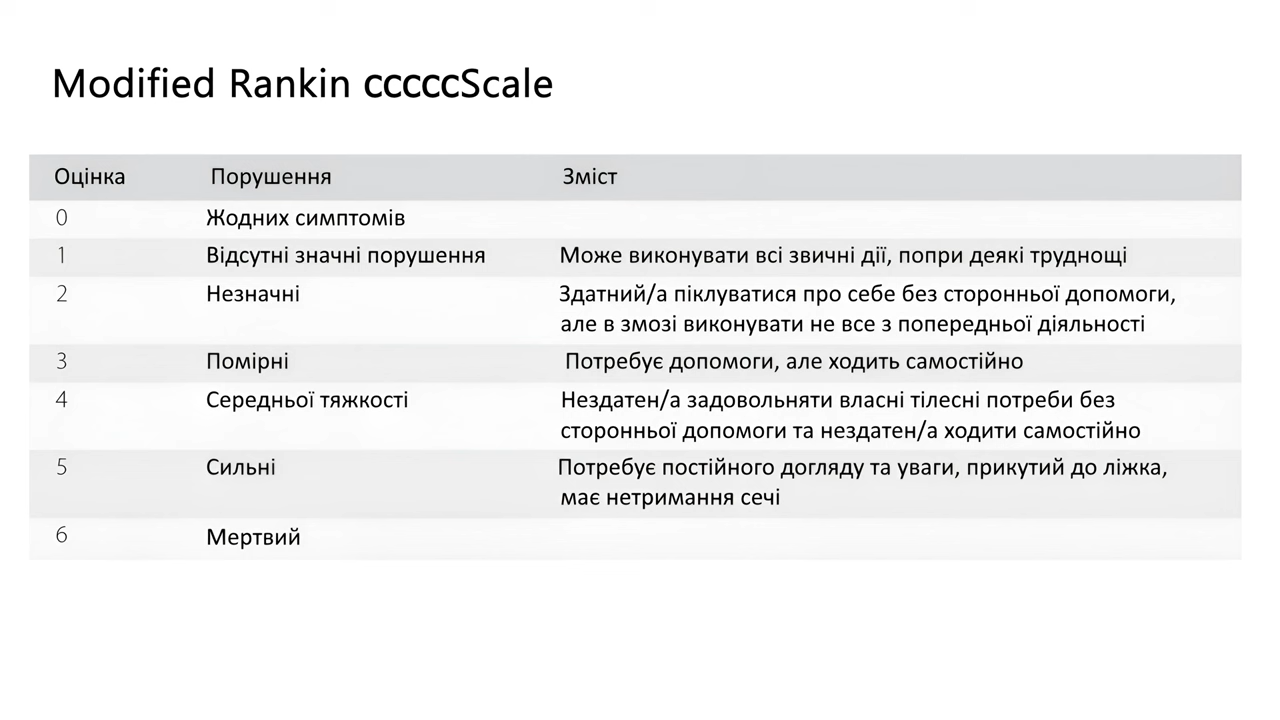 Modified Rankin cccccScale
Оцінка Порушення Зміст
0 Жодних симптомів
1 Відсутні значні порушення Може виконувати всі звичні дії, попри деякі труднощі
2 Незначні Здатний/а піклуватися про себе без сторонньої допомоги,
але в змозі виконувати не все з попередньої діяльності
3 Помірні Потребує допомоги, але ходить самостійно
4 Середньої тяжкості Нездатен/а задовольняти власні тілесні потреби без
сторонньої допомоги та нездатен/а ходити самостійно
5 Сильні Потребує постійного догляду та уваги, прикутий до ліжка,
має нетримання сечі
6 Мертвий